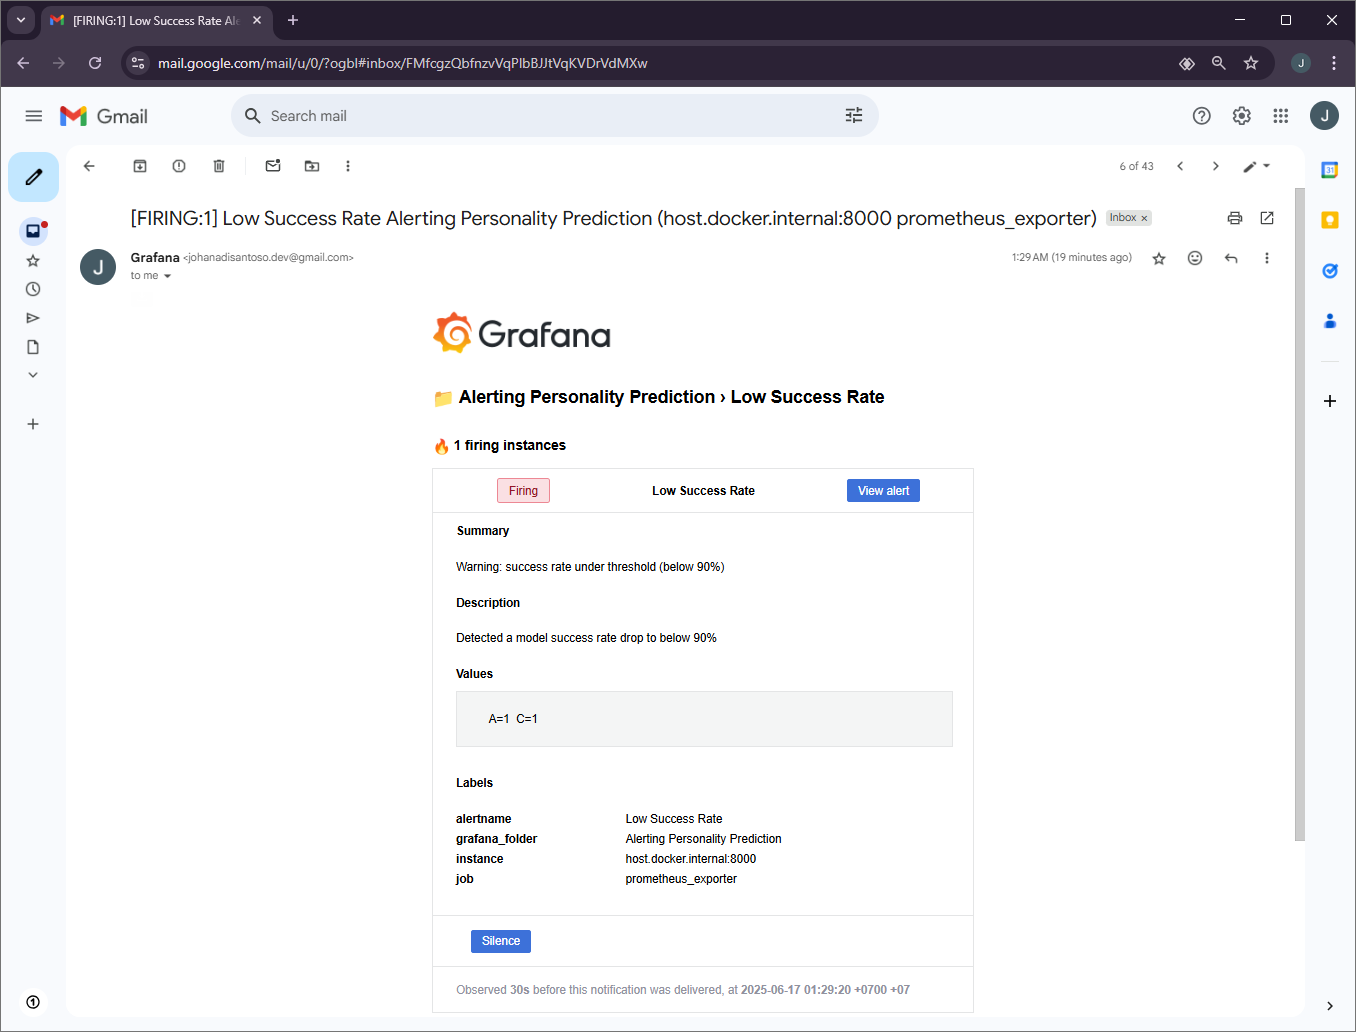 [FIRING:1] Low Success Rate Ale
mail.google.com/mail/u/0/?ogbl#inbox/FMfcgzQbfnzvVqPlbBJJtVqKVDrVdMXw
J
Gmail
Search mail
J
6 of 43
[FIRING:1] Low Success Rate Alerting Personality Prediction (host.docker.internal:8000 prometheus_exporter) Inbox ×
J
Grafana <johanadisantoso.dev@gmail.com>
1:29 AM (19 minutes ago)
to me
Grafana
Alerting Personality Prediction › Low Success Rate
1 firing instances
Firing Low Success Rate View alert
Summary
Warning: success rate under threshold (below 90%)
Description
Detected a model success rate drop to below 90%
Values
A=1 C=1
Labels
alertname Low Success Rate
grafana_folder Alerting Personality Prediction
instance host.docker.internal:8000
job prometheus_exporter
Silence
Observed 30s before this notification was delivered, at 2025-06-17 01:29:20 +0700 +07
31
1